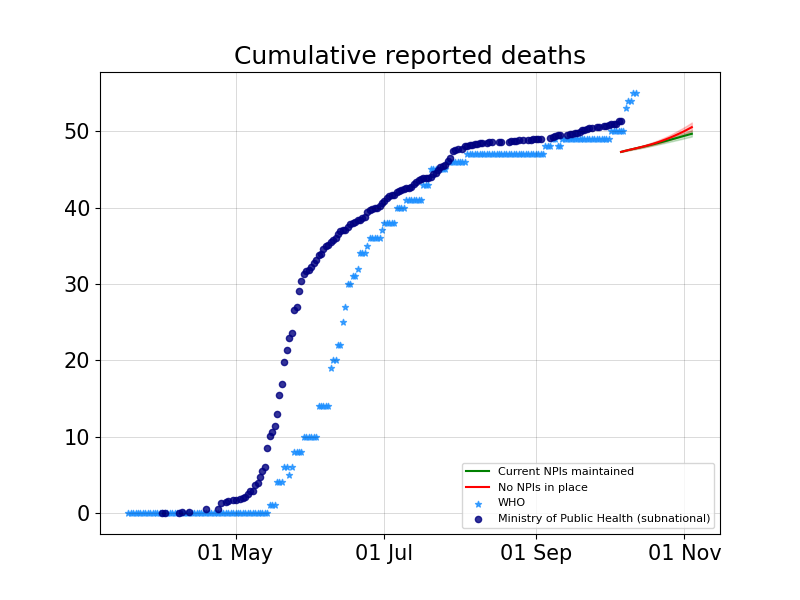 Cumulative reported deaths
50
40
30
20
10
0
01 May
01 Jul
01 Sep
01 Nov
Current NPIs maintained
No NPIs in place
WHO
Ministry of Public Health (subnational)